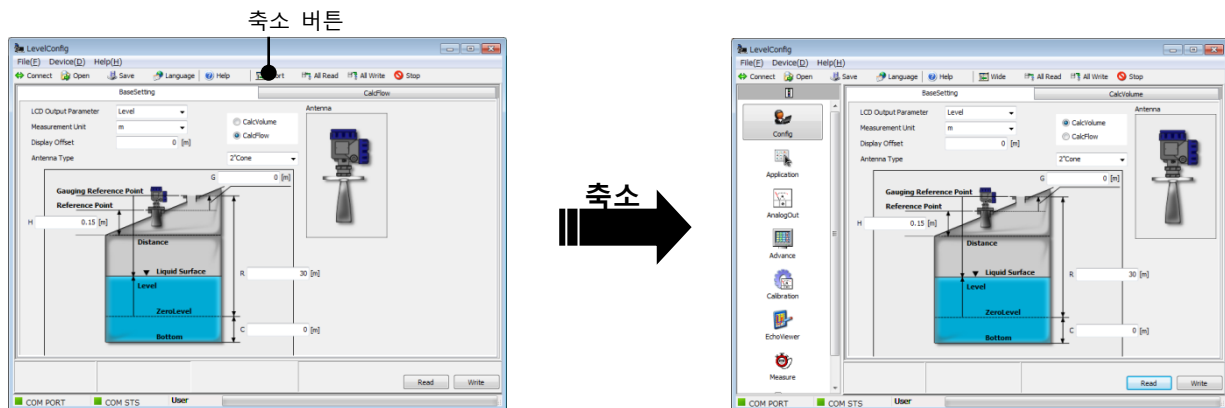 축소 버튼
LevelConfig
File(F) Device(D) Help(H)
Connect Open Save Language Help ort All Read All Write Stop
BaseSetting CalcFlow
LCD Output Parameter Level
Measurement Unit m
Display Offset 0 [m]
Antenna Type 2"Cone
CalcVolume
CalcFlow
Antenna
G 0 [m]
Gauging Reference Point
Reference Point
H 0.15 [m]
Distance
Liquid Surface
R 30 [m]
Level
ZeroLevel
C 0 [m]
Bottom
Read Write
COM PORT COM STS User
축소
LevelConfig
File(F) Device(D) Help(H)
Connect Open Save Language Help Wide All Read All Write Stop
Config
Application
AnalogOut
Advance
Calibration
EchoViewer
Measure
BaseSetting CalcVolume
LCD Output Parameter Level
Measurement Unit m
Display Offset 0 [m]
Antenna Type 2"Cone
CalcVolume
CalcFlow
Antenna
G 0 [m]
Gauging Reference Point
Reference Point
H 0.15 [m]
Distance
Liquid Surface
R 30 [m]
Level
ZeroLevel
C 0 [m]
Bottom
Read Write
COM PORT COM STS User